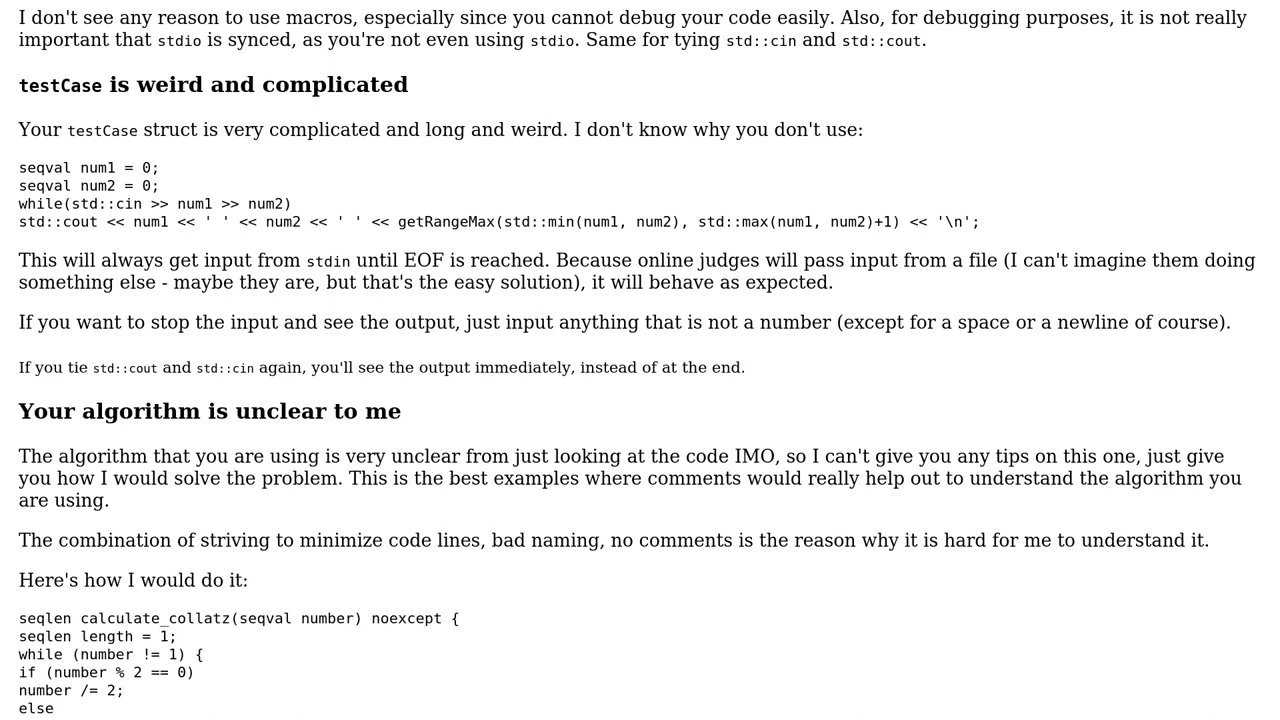 I don't see any reason to use macros, especially since you cannot debug your code easily. Also, for debugging purposes, it is not really
important that stdio is synced, as you're not even using stdio. Same for tying std::cin and std::cout.
testCase is weird and complicated
Your testCase struct is very complicated and long and weird. I don't know why you don't use:
seqval num1 = 0;
seqval num2 = 0;
while(std::cin >> num1 >> num2)
std::cout << num1 << ' ' << num2 << ' ' << getRangeMax(std::min(num1, num2), std::max(num1, num2)+1) << '\n';
This will always get input from stdin until EOF is reached. Because online judges will pass input from a file (I can't imagine them doing
something else - maybe they are, but that's the easy solution), it will behave as expected.
If you want to stop the input and see the output, just input anything that is not a number (except for a space or a newline of course).
If you tie std::cout and std::cin again, you'll see the output immediately, instead of at the end.
Your algorithm is unclear to me
The algorithm that you are using is very unclear from just looking at the code IMO, so I can't give you any tips on this one, just give
you how I would solve the problem. This is the best examples where comments would really help out to understand the algorithm you
are using.
The combination of striving to minimize code lines, bad naming, no comments is the reason why it is hard for me to understand it.
Here's how I would do it:
seqlen calculate_collatz(seqval number) noexcept {
seqlen length = 1;
while (number != 1) {
if (number % 2 == 0)
number /= 2;
else